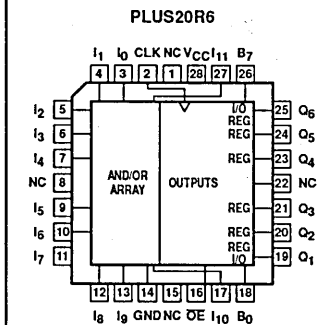 PLUS20R6
I1 I0 CLK NC VCC I11 B7
4 3 2 1 28 27 26
I/O
I2 5 25 Q6
REG
I3 6 REG 24 Q5
I4 7 REG 23 Q4
NC 8 AND/OR ARRAY OUTPUTS 22 NC
I5 9 REG 21 Q3
I6 10 REG 20 Q2
REG
I7 11 I/O 19 Q1
12 13 14 15 16 17 18
I8 I9 GND NC OE I10 B0